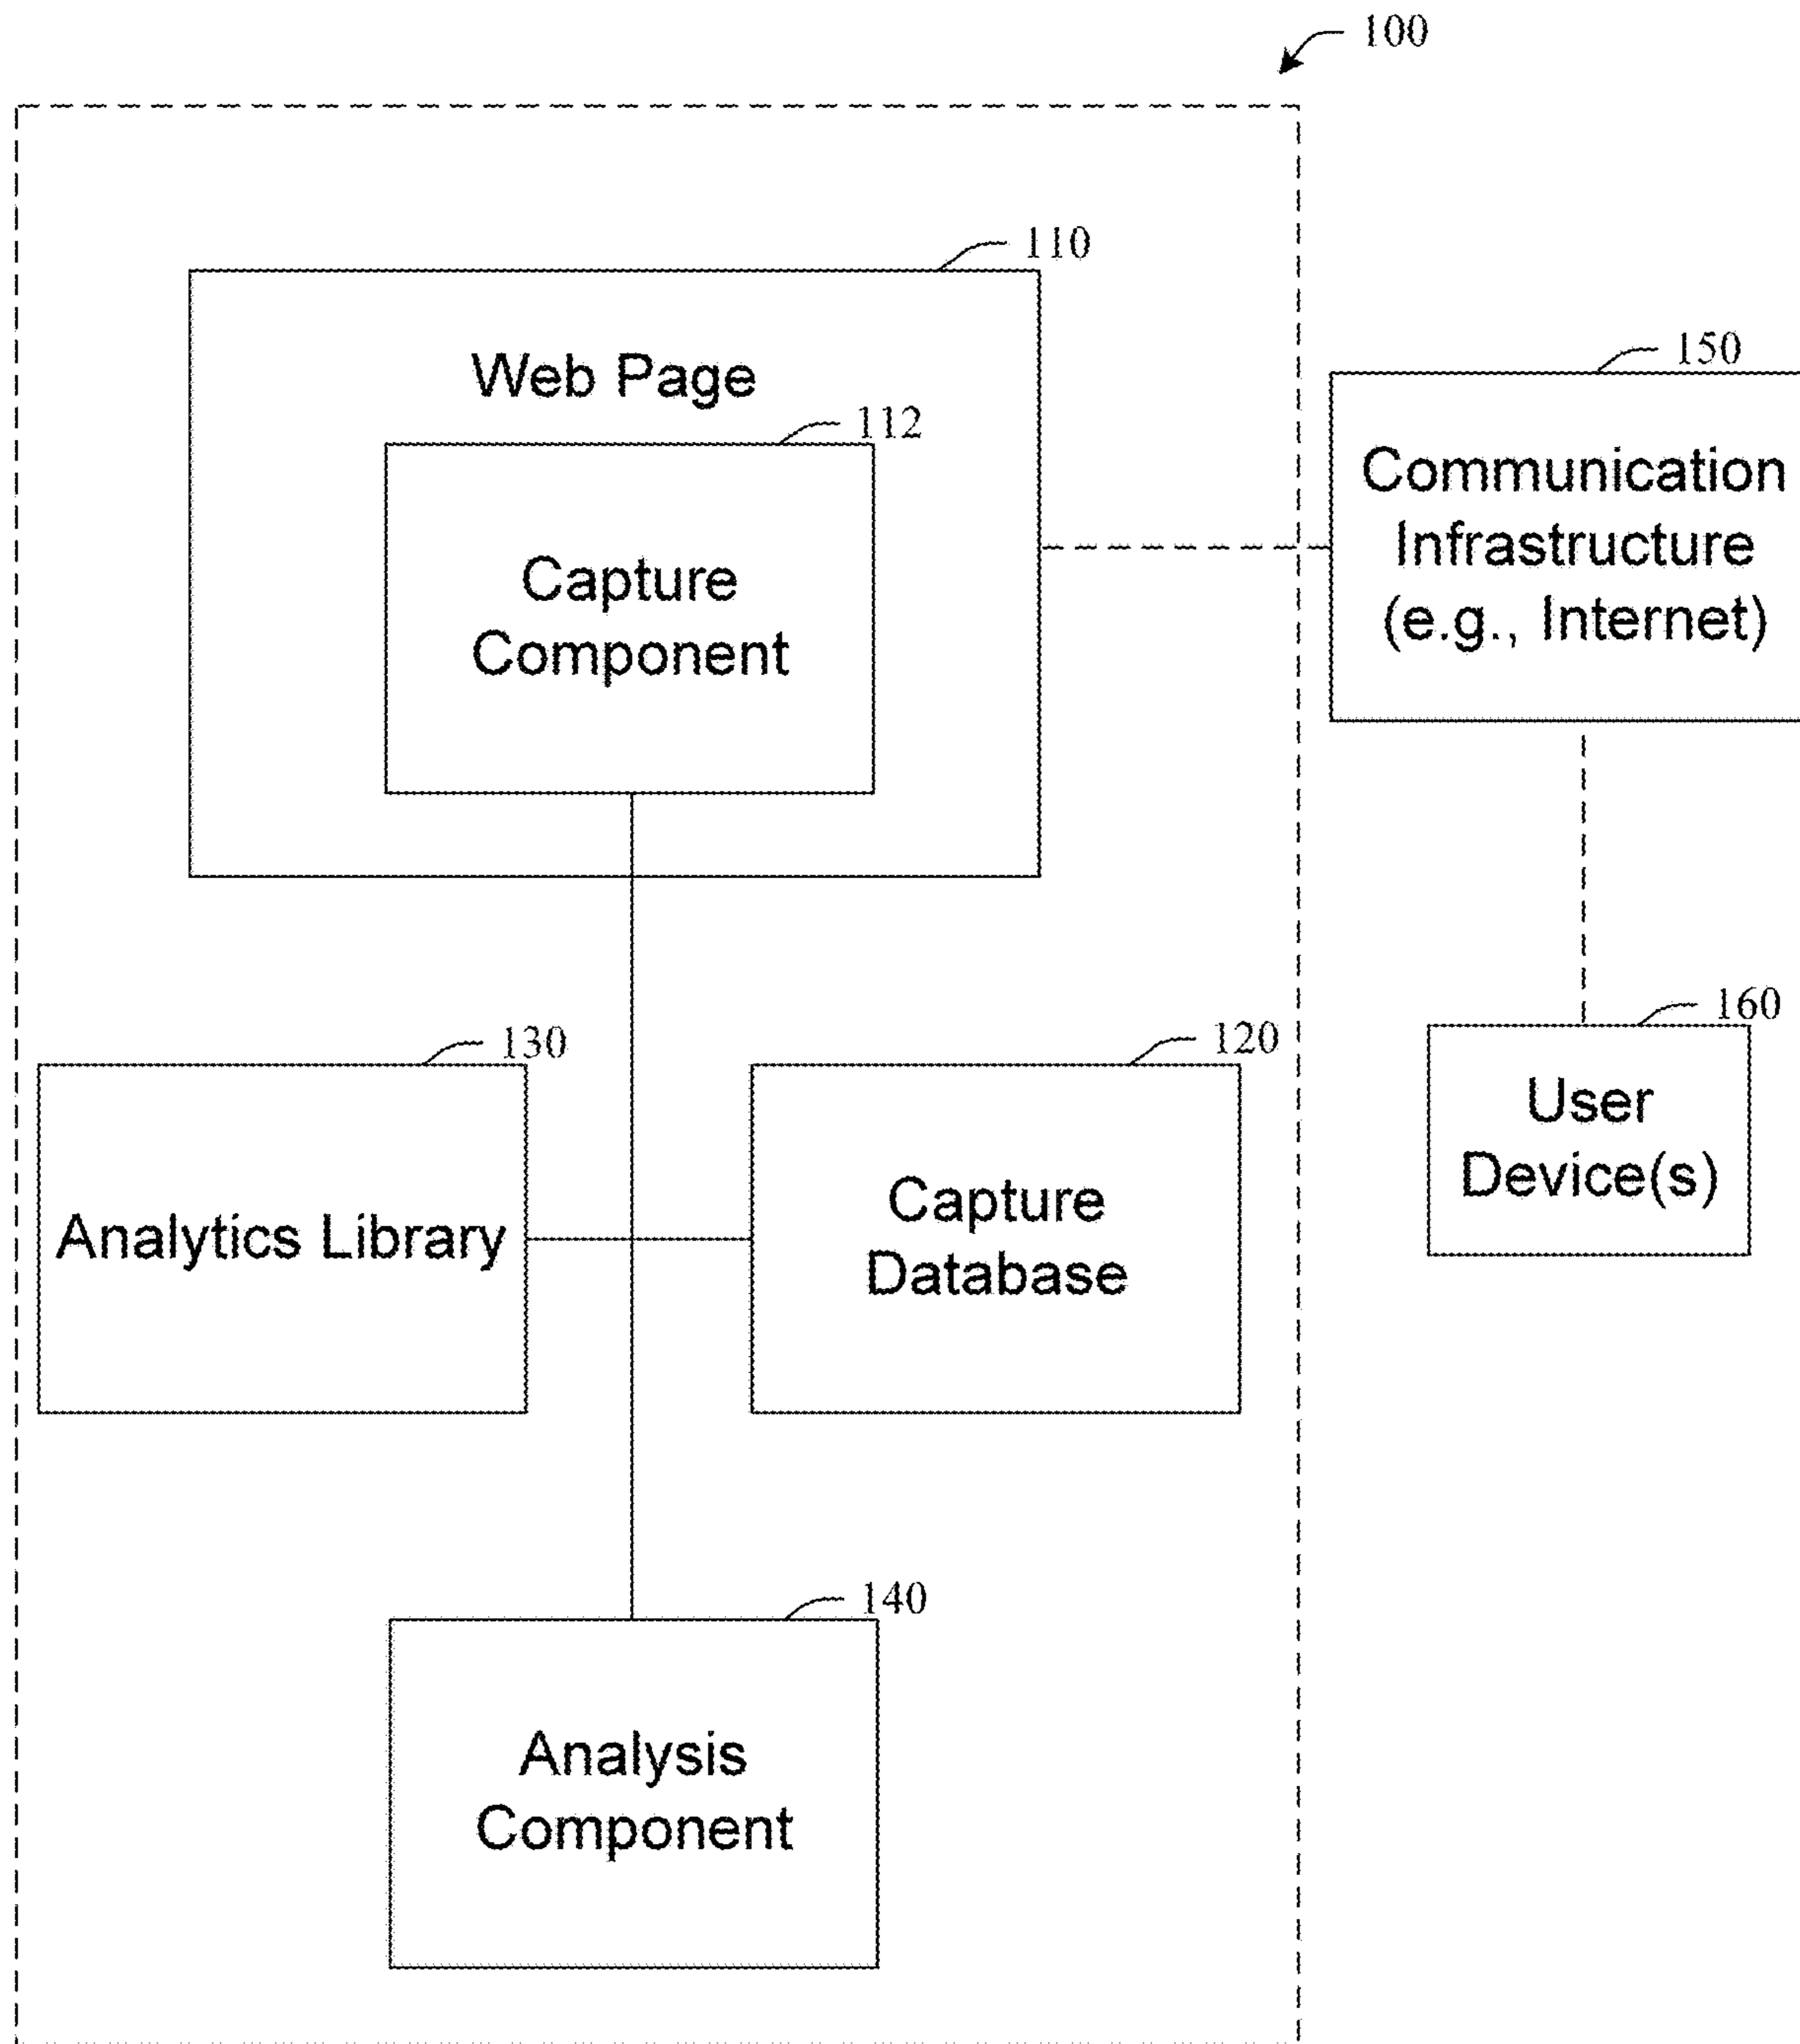 100
110
Web Page
112
Capture
Component
150
Communication
Infrastructure
(e.g., Internet)
130
Analytics Library
120
Capture
Database
160
User
Device(s)
140
Analysis
Component